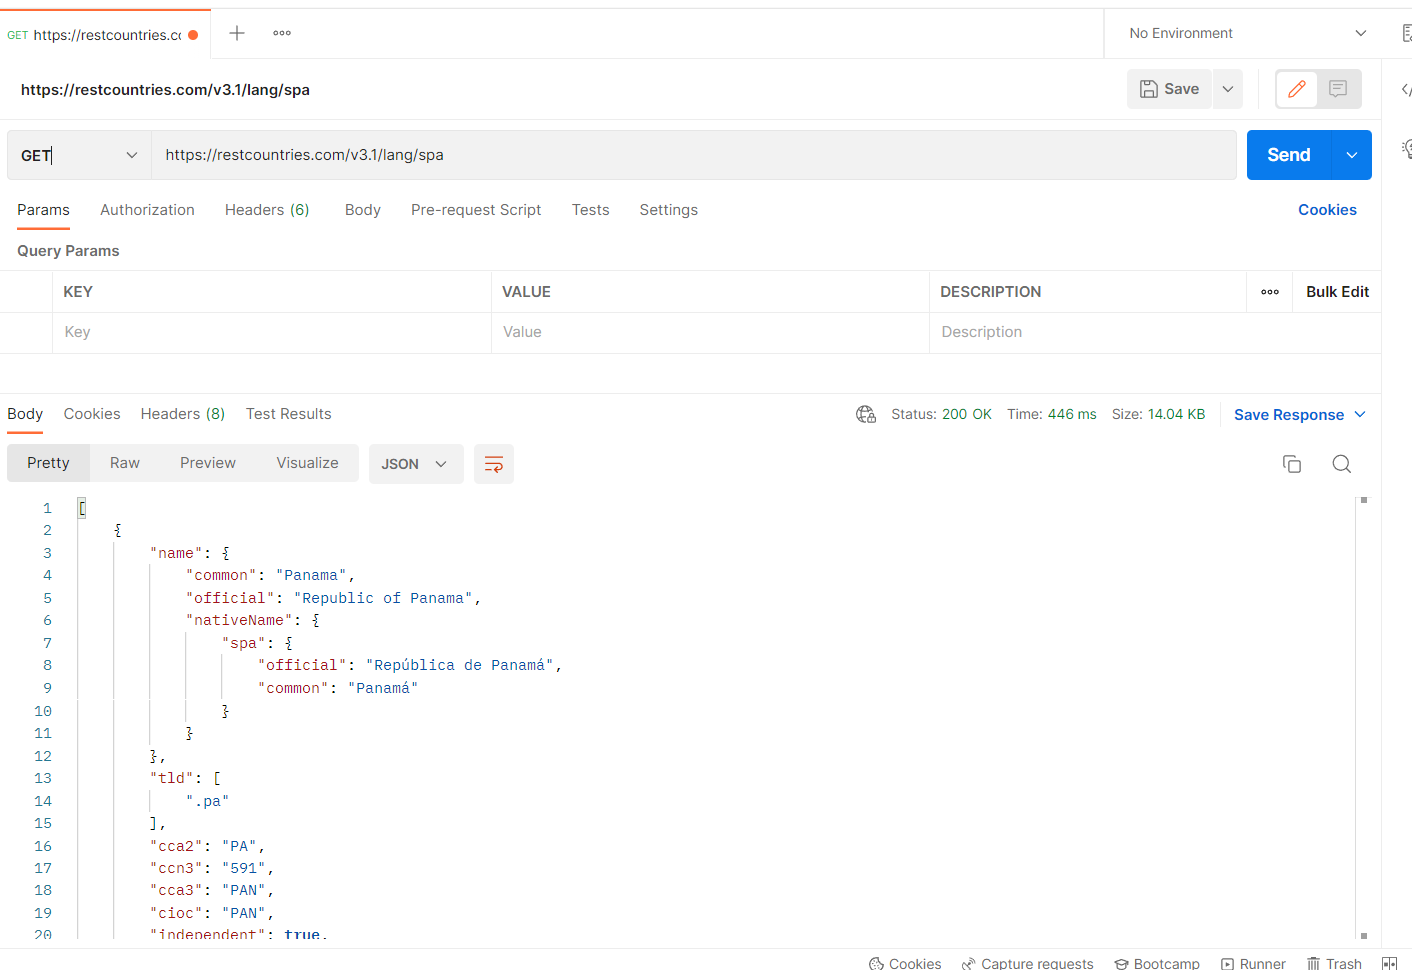 GET https://restcountries.cc
No Environment
https://restcountries.com/v3.1/lang/spa
Save
GET https://restcountries.com/v3.1/lang/spa Send
Params Authorization Headers (6) Body Pre-request Script Tests Settings Cookies
Query Params
KEY VALUE DESCRIPTION Bulk Edit
Key Value Description
Body Cookies Headers (8) Test Results Status: 200 OK Time: 446 ms Size: 14.04 KB Save Response
Pretty Raw Preview Visualize JSON
1 [
2 {
3 "name": {
4 "common": "Panama",
5 "official": "Republic of Panama",
6 "nativeName": {
7 "spa": {
8 "official": "República de Panamá",
9 "common": "Panamá"
10 }
11 }
12 },
13 "tld": [
14 ".pa"
15 ],
16 "cca2": "PA",
17 "ccn3": "591",
18 "cca3": "PAN",
19 "cioc": "PAN",
20 "independent": true,
Cookies Capture requests Bootcamp Runner Trash